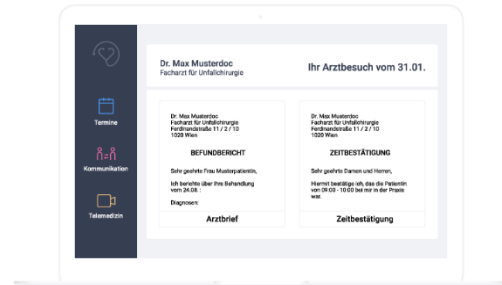 Dr. Max Musterdoc
Facharzt für Unfallchirurgie
Ihr Arztbesuch vom 31.01.
Termine
Kommunikation
Telemedizin
Dr. Max Musterdoc
Facharzt für Unfallchirurgie
Ferdinandstraße 11 / 2 / 10
1020 Wien
BEFUNDBERICHT
Sehr geehrte Frau Musterpatientin,
Ich berichte über Ihre Behandlung
vom 24.08. :
Diagnosen:
Arztbrief
Dr. Max Musterdoc
Facharzt für Unfallchirurgie
Ferdinandstraße 11 / 2 / 10
1020 Wien
ZEITBESTÄTIGUNG
Sehr geehrte Damen und Herren,
Hiermit bestätige ich, das die Patientin
von 09:00 - 10:00 bei mir in der Praxis
war.
Zeitbestätigung